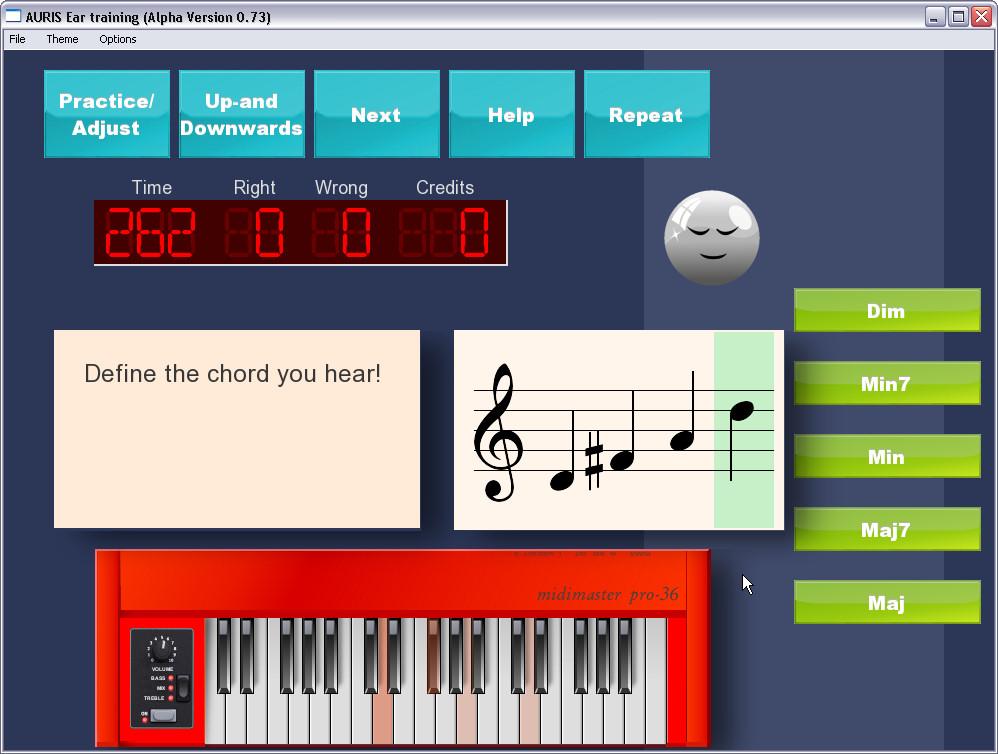 AURIS Ear training (Alpha Version 0.73)
File Theme Options
Practice/
Adjust
Up-and
Downwards
Next
Help
Repeat
Time Right Wrong Credits
262 0 0 0
Dim
Define the chord you hear!
Min7
Min
Maj7
Maj
midimaster pro-36
VOLUME
BASS
MIX
TREBLE
ON